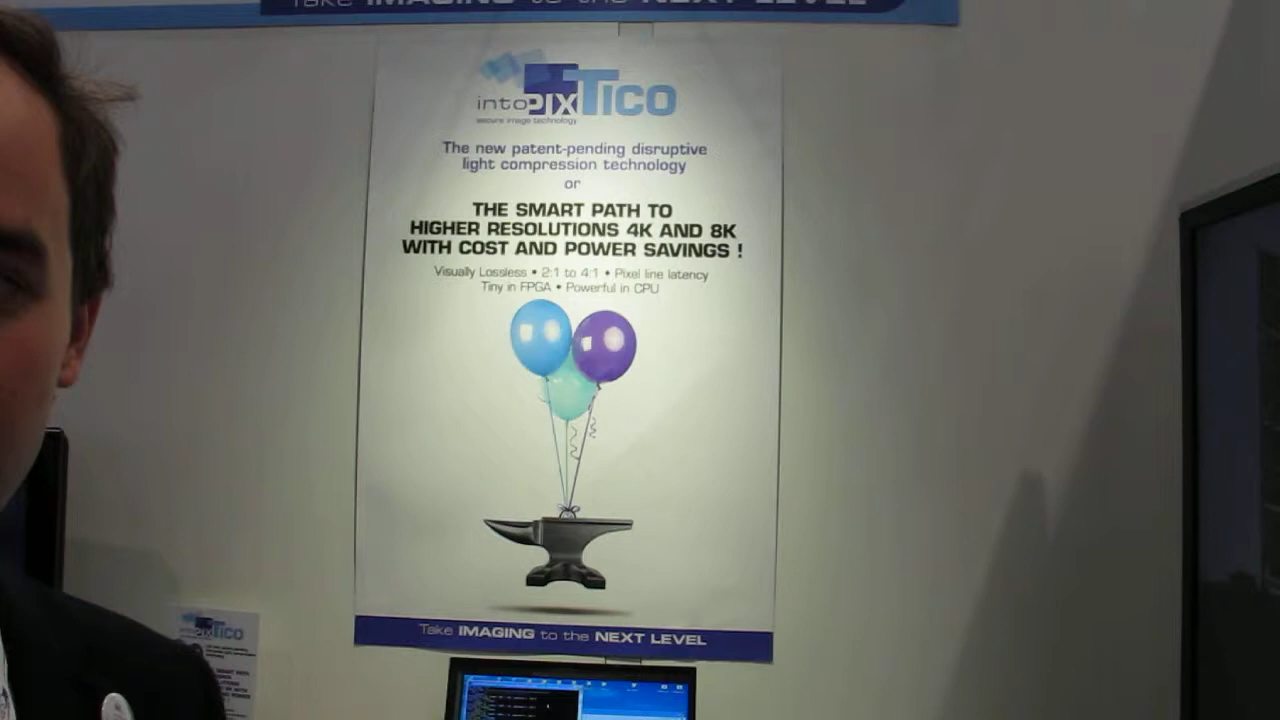 Take IMAGING to the NEXT LEVEL
intoPIX TICO
secure image technology
The new patent-pending disruptive
light compression technology
or
THE SMART PATH TO
HIGHER RESOLUTIONS 4K AND 8K
WITH COST AND POWER SAVINGS !
Visually Lossless • 2:1 to 4:1 • Pixel line latency
Tiny in FPGA • Powerful in CPU
Take IMAGING to the NEXT LEVEL
intoPIX TICO